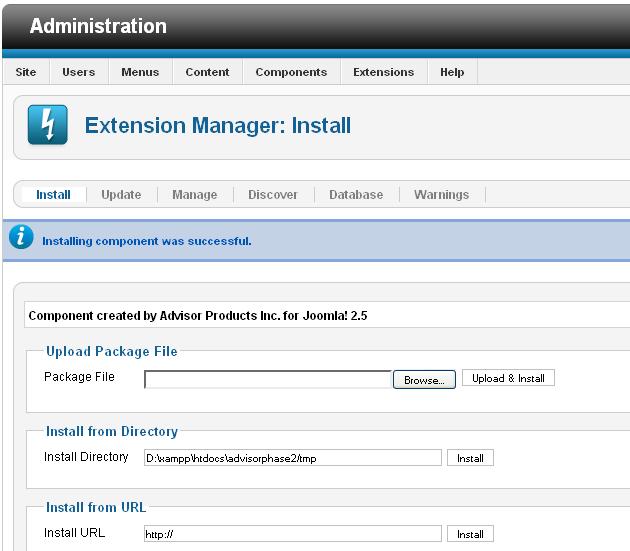 Administration
Site Users Menus Content Components Extensions Help
Extension Manager: Install
Install Update Manage Discover Database Warnings
i Installing component was successful.
Component created by Advisor Products Inc. for Joomla! 2.5
Upload Package File
Package File Browse... Upload & Install
Install from Directory
Install Directory D:\xampp\htdocs\advisorphase2/tmp Install
Install from URL
Install URL http:// Install